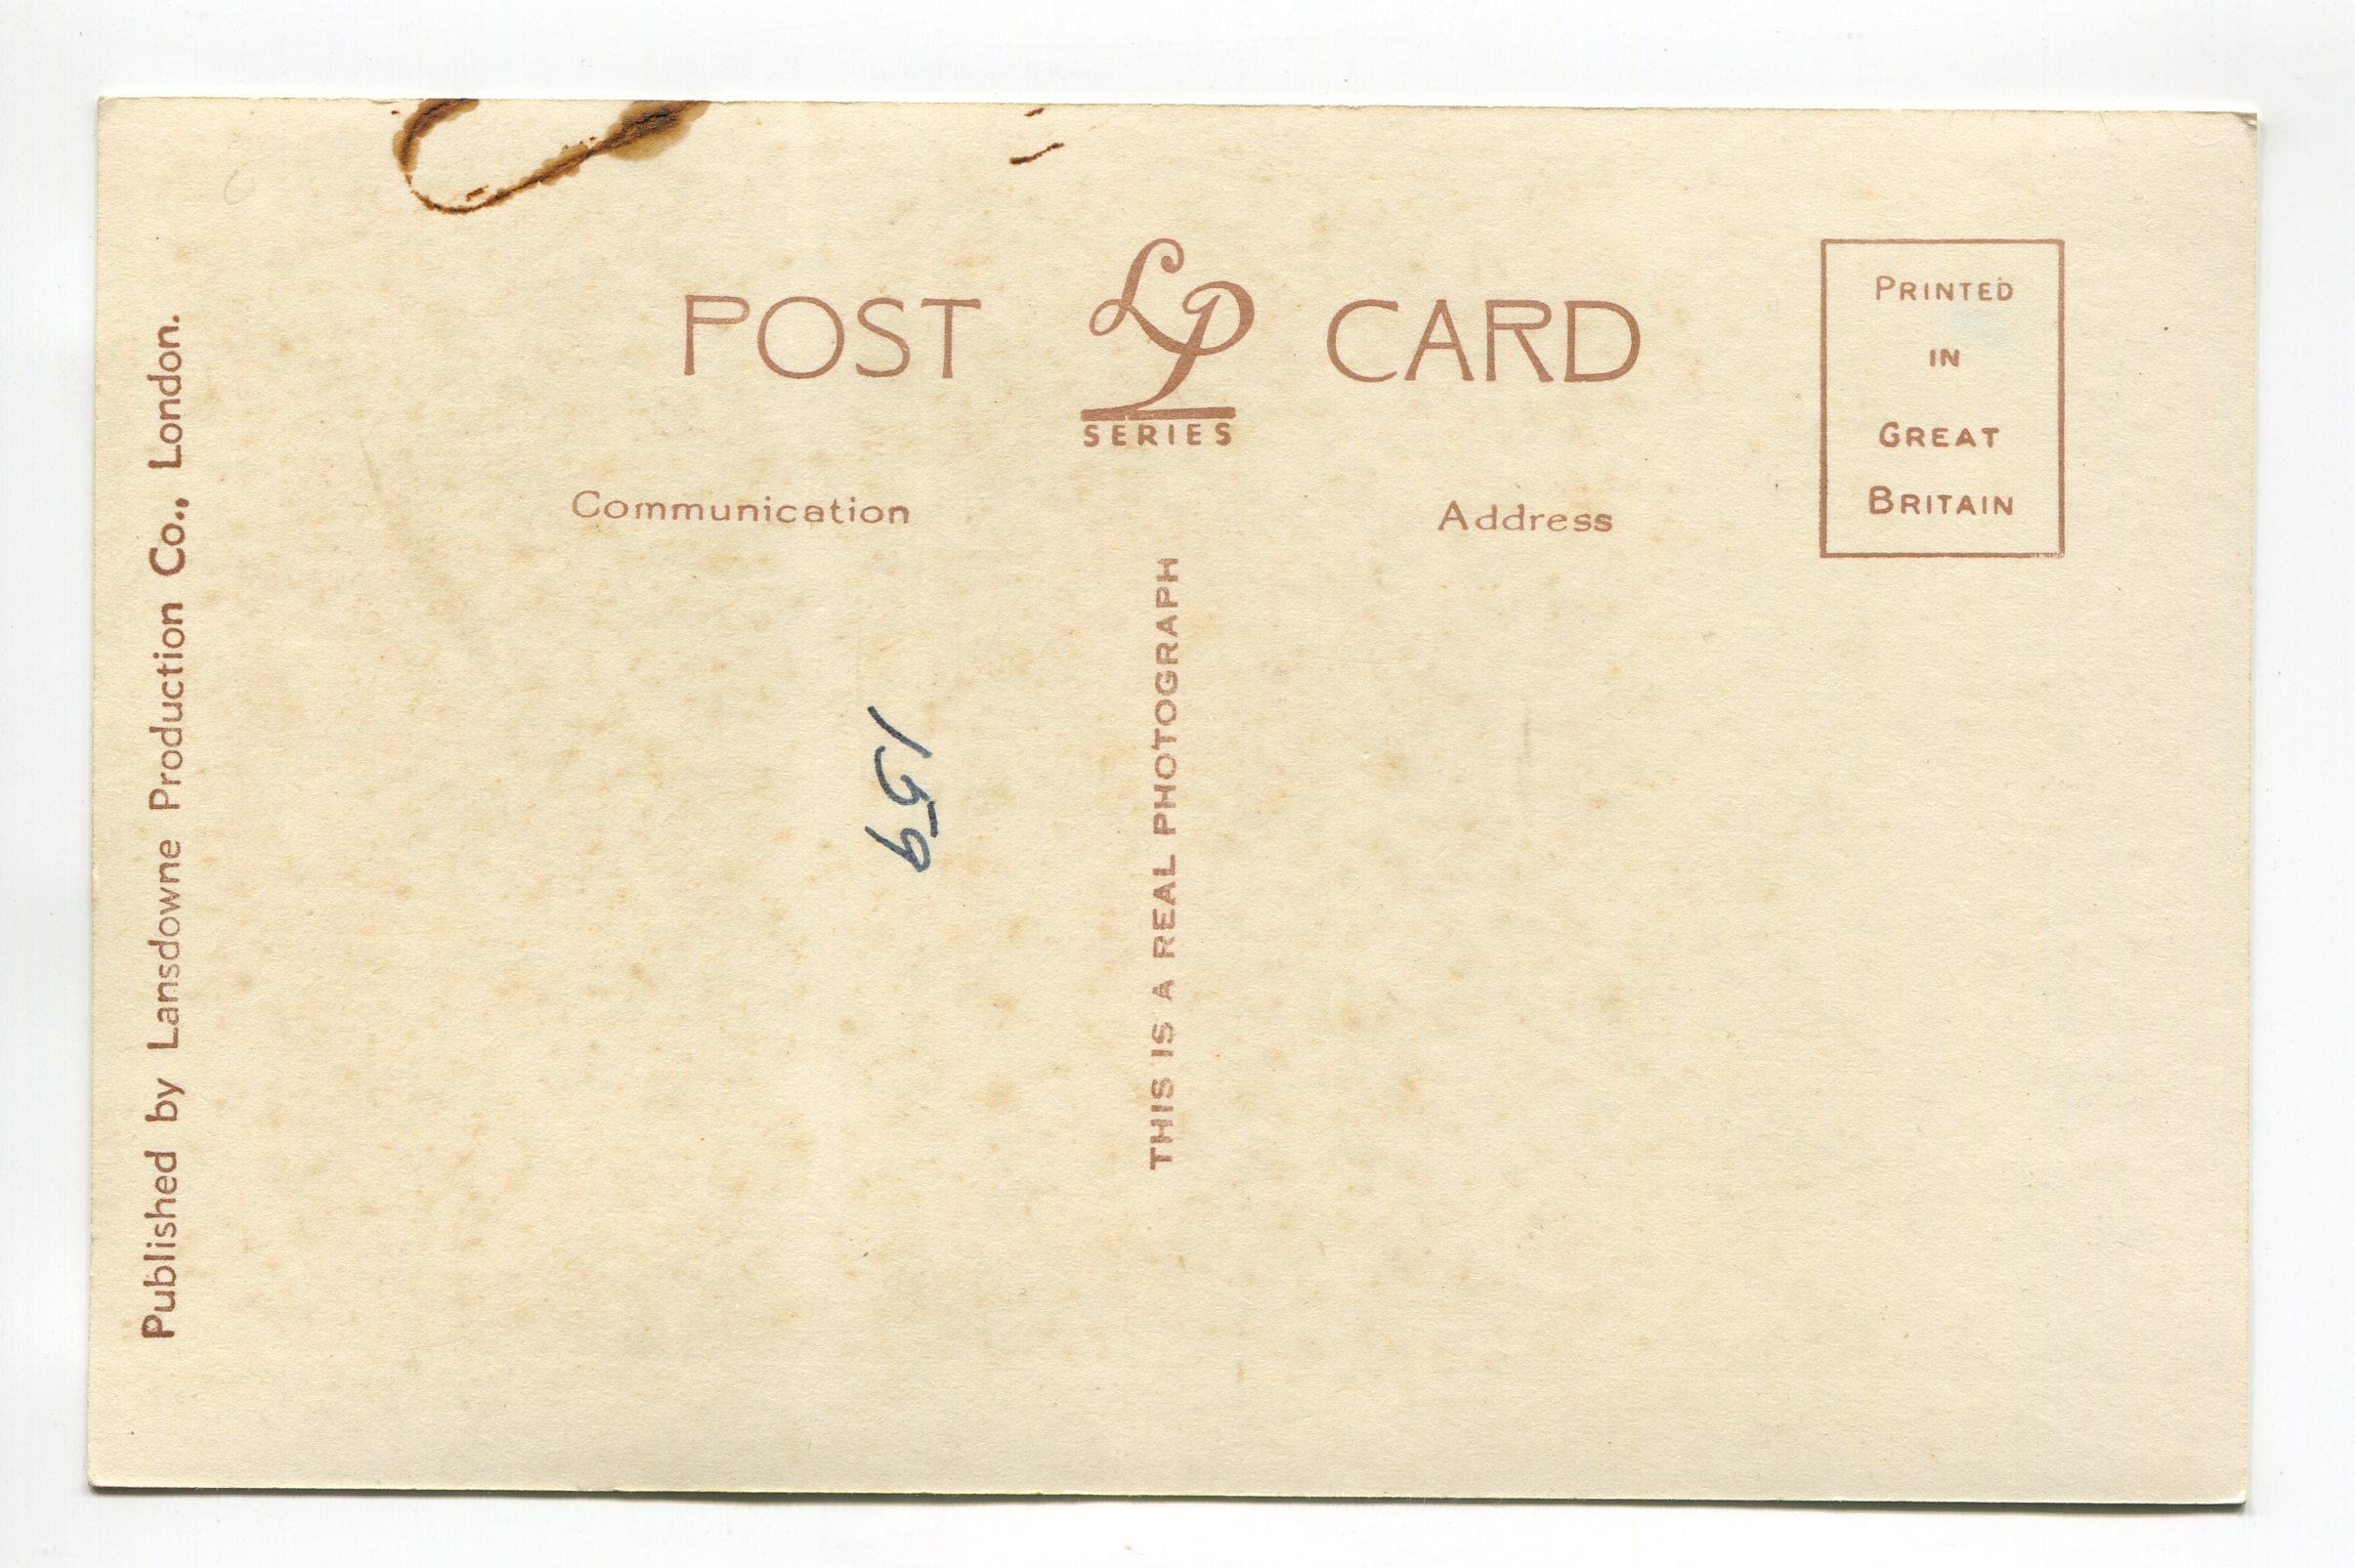 Published by Lansdowne Production Co., London.
POST LP CARD
SERIES
Communication
Address
PRINTED
IN
GREAT
BRITAIN
THIS IS A REAL PHOTOGRAPH
159